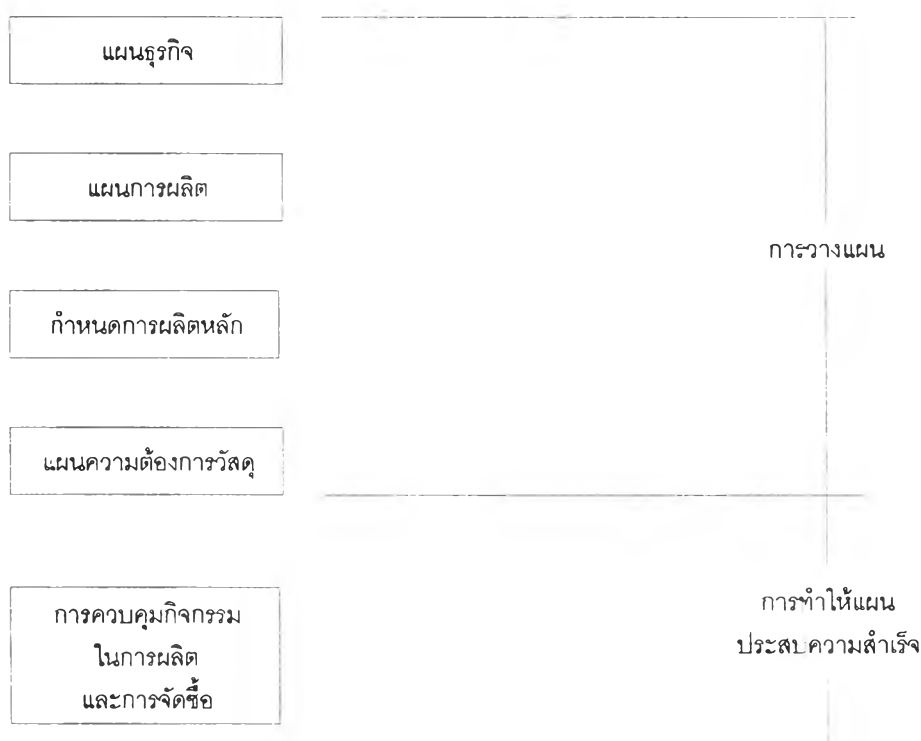 แผนธุรกิจ
แผนการผลิต
การวางแผน
กำหนดการผลิตหลัก
แผนความต้องการวัสดุ
การควบคุมกิจกรรม
ในการผลิต
และการจัดซื้อ
การทำให้แผน
ประสบความสำเร็จ